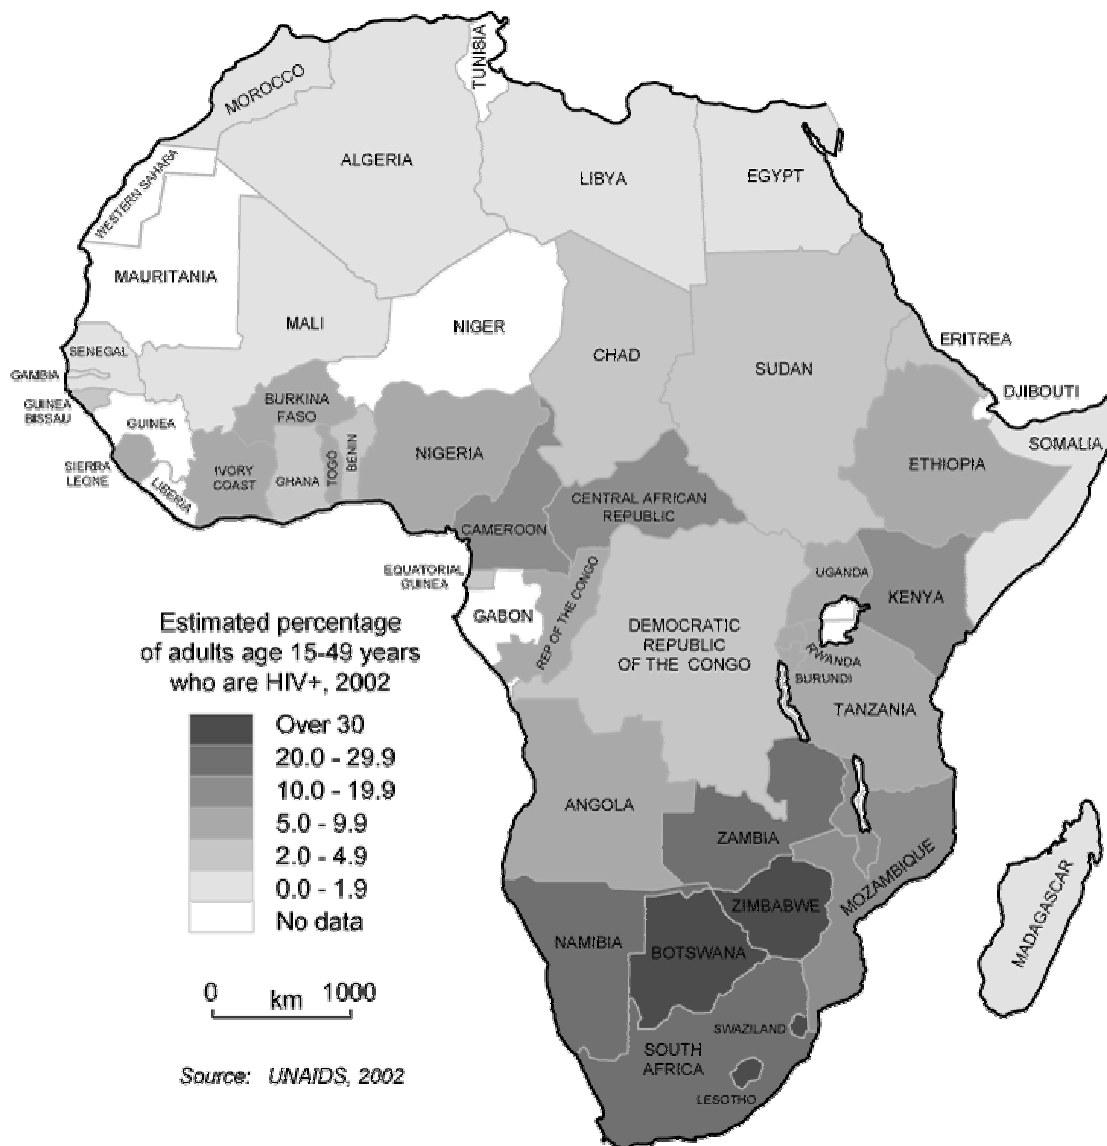 TUNISIA
MOROCCO
ALGERIA
LIBYA
EGYPT
WESTERN SAHARA
MAURITANIA
MALI
NIGER
CHAD
SUDAN
ERITREA
SENEGAL
GAMBIA
GUINEA
BISSAU
GUINEA
BURKINA
FASO
DJIBOUTI
SOMALIA
NIGERIA
ETHIOPIA
SIERRA
LEONE
LIBERIA
IVORY
COAST
GHANA
TOGO
BENIN
CENTRAL AFRICAN
REPUBLIC
CAMEROON
EQUATORIAL
GUINEA
GABON
REP OF THE CONGO
UGANDA
KENYA
DEMOCRATIC
REPUBLIC
OF THE CONGO
RWANDA
BURUNDI
TANZANIA
Estimated percentage
of adults age 15-49 years
who are HIV+, 2002
Over 30
20.0 - 29.9
10.0 - 19.9
5.0 - 9.9
2.0 - 4.9
0.0 - 1.9
No data
ANGOLA
ZAMBIA
MOZAMBIQUE
ZIMBABWE
MADAGASCAR
NAMIBIA
BOTSWANA
0 km 1000
SWAZILAND
SOUTH
AFRICA
LESOTHO
Source: UNAIDS, 2002